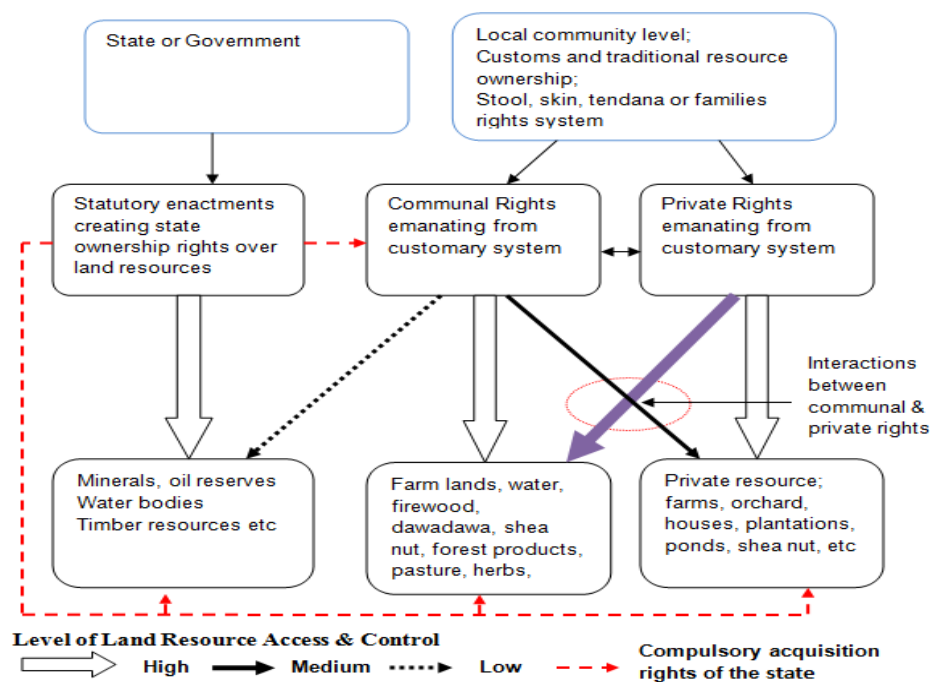 State or Government
Local community level;
Customs and traditional resource
ownership;
Stool, skin, tendana or families
rights system
Statutory enactments
creating state
ownership rights over
land resources
Communal Rights
emanating from
customary system
Private Rights
emanating from
customary system
Interactions
between
communal &
private rights
Minerals, oil reserves
Water bodies
Timber resources etc
Farm lands, water,
firewood,
dawadawa, shea
nut, forest products,
pasture, herbs,
Private resource;
farms, orchard,
houses, plantations,
ponds, shea nut, etc
Level of Land Resource Access & Control
High
Medium
Low
Compulsory acquisition
rights of the state